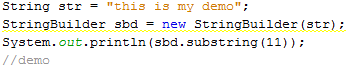 String str = "this is my demo";
StringBuilder sbd = new StringBuilder(str);
System.out.println(sbd.substring(11));
//demo